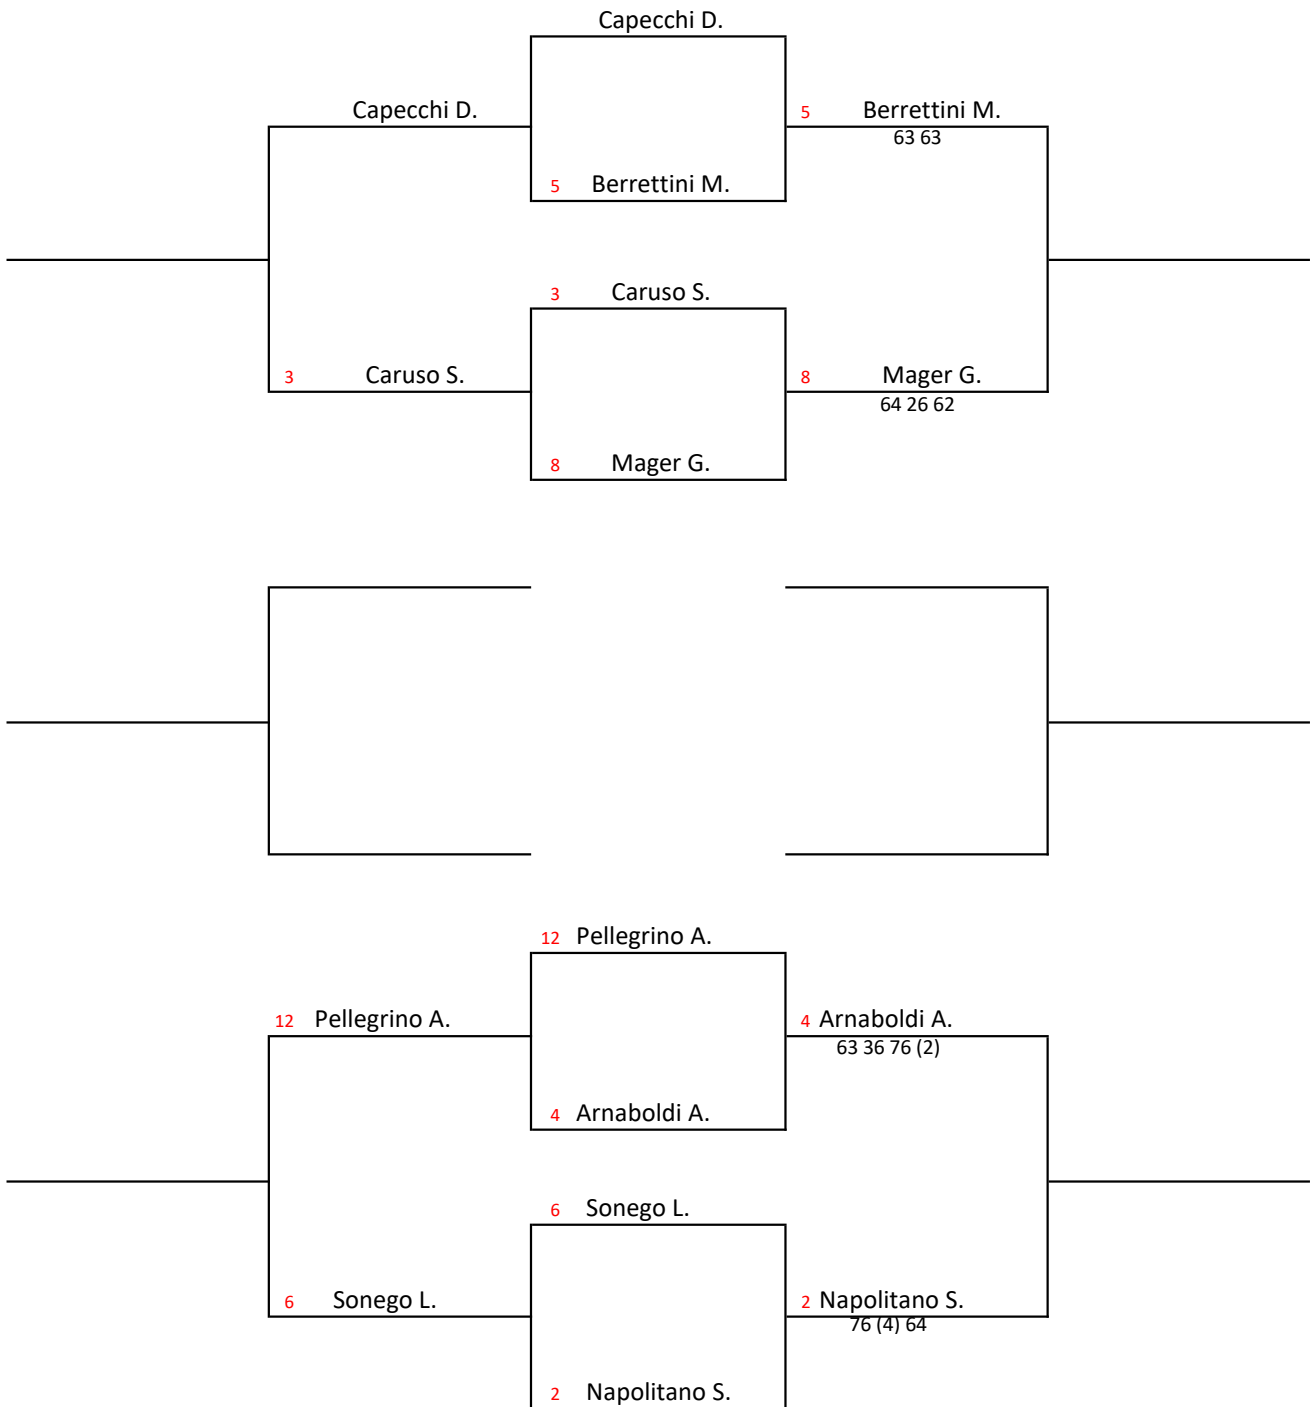 Capecchi D.
Capecchi D.
5 Berrettini M.
63 63
5 Berrettini M.
3 Caruso S.
3 Caruso S.
8 Mager G.
64 26 62
8 Mager G.
12 Pellegrino A.
12 Pellegrino A.
4 Arnaboldi A.
63 36 76 (2)
4 Arnaboldi A.
6 Sonego L.
6 Sonego L.
2 Napolitano S.
76 (4) 64
2 Napolitano S.